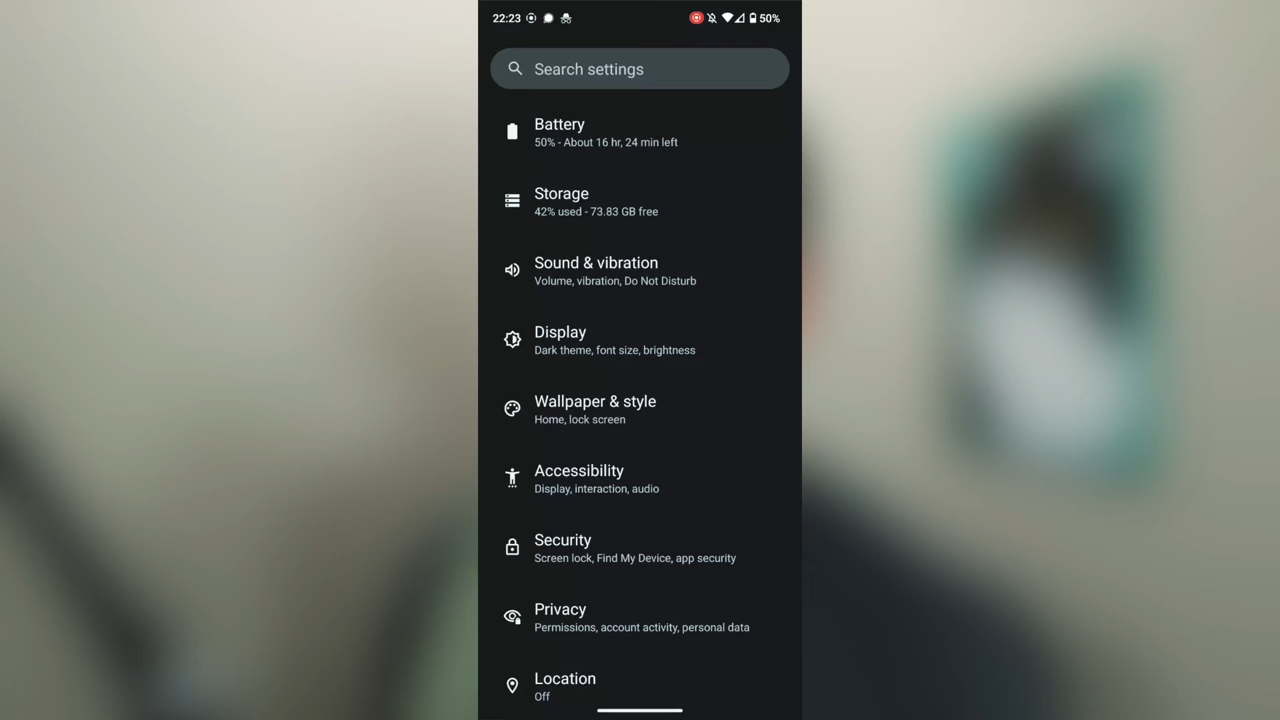 22:23
50%
Search settings
Battery
50% - About 16 hr, 24 min left
Storage
42% used - 73.83 GB free
Sound & vibration
Volume, vibration, Do Not Disturb
Display
Dark theme, font size, brightness
Wallpaper & style
Home, lock screen
Accessibility
Display, interaction, audio
Security
Screen lock, Find My Device, app security
Privacy
Permissions, account activity, personal data
Location
Off